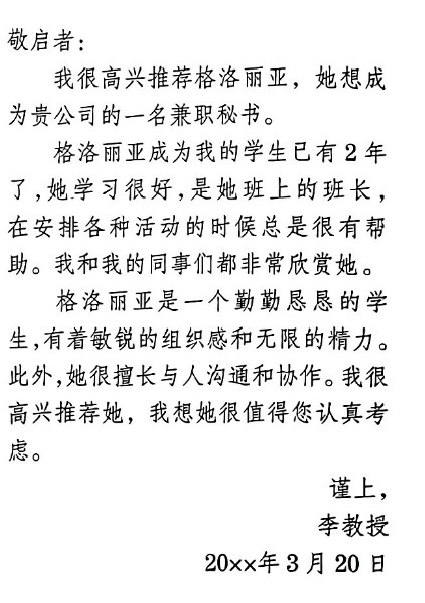 敬启者：
我很高兴推荐格洛丽亚，她想成
为贵公司的一名兼职秘书。
格洛丽亚成为我的学生已有2年
了，她学习很好，是她班上的班长，
在安排各种活动的时候总是很有帮
助。我和我的同事们都非常欣赏她。
格洛丽亚是一个勤勤恳恳的学
生，有着敏锐的组织感和无限的精力。
此外，她很擅长与人沟通和协作。我很
高兴推荐她，我想她很值得您认真考
虑。
谨上，
李教授
20××年3月20日